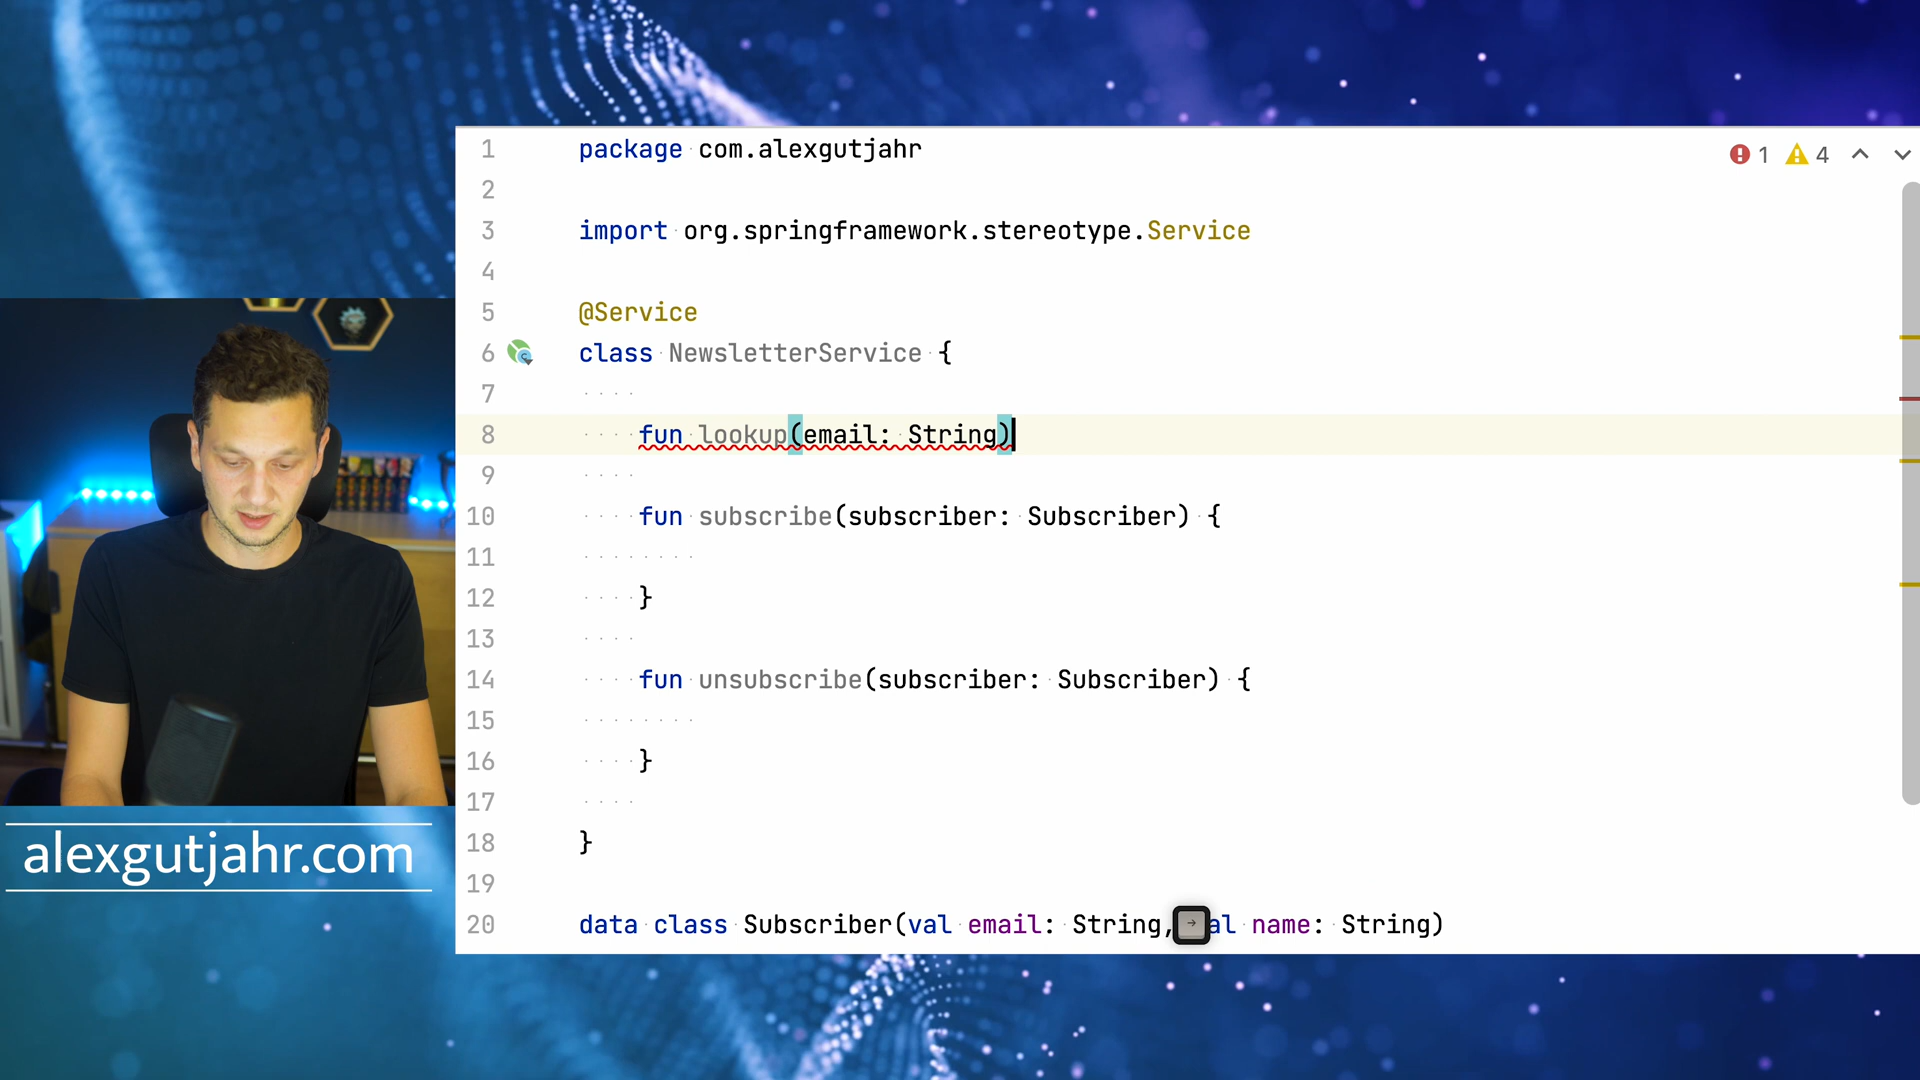 1 package com.alexgutjahr
2
3 import org.springframework.stereotype.Service
4
5 @Service
6 class NewsletterService {
7
8 fun lookup(email: String)
9
10 fun subscribe(subscriber: Subscriber) {
11
12 }
13
14 fun unsubscribe(subscriber: Subscriber) {
15
16 }
17
18 }
19
20 data class Subscriber(val email: String, al name: String)
1 4
alexgutjahr.com